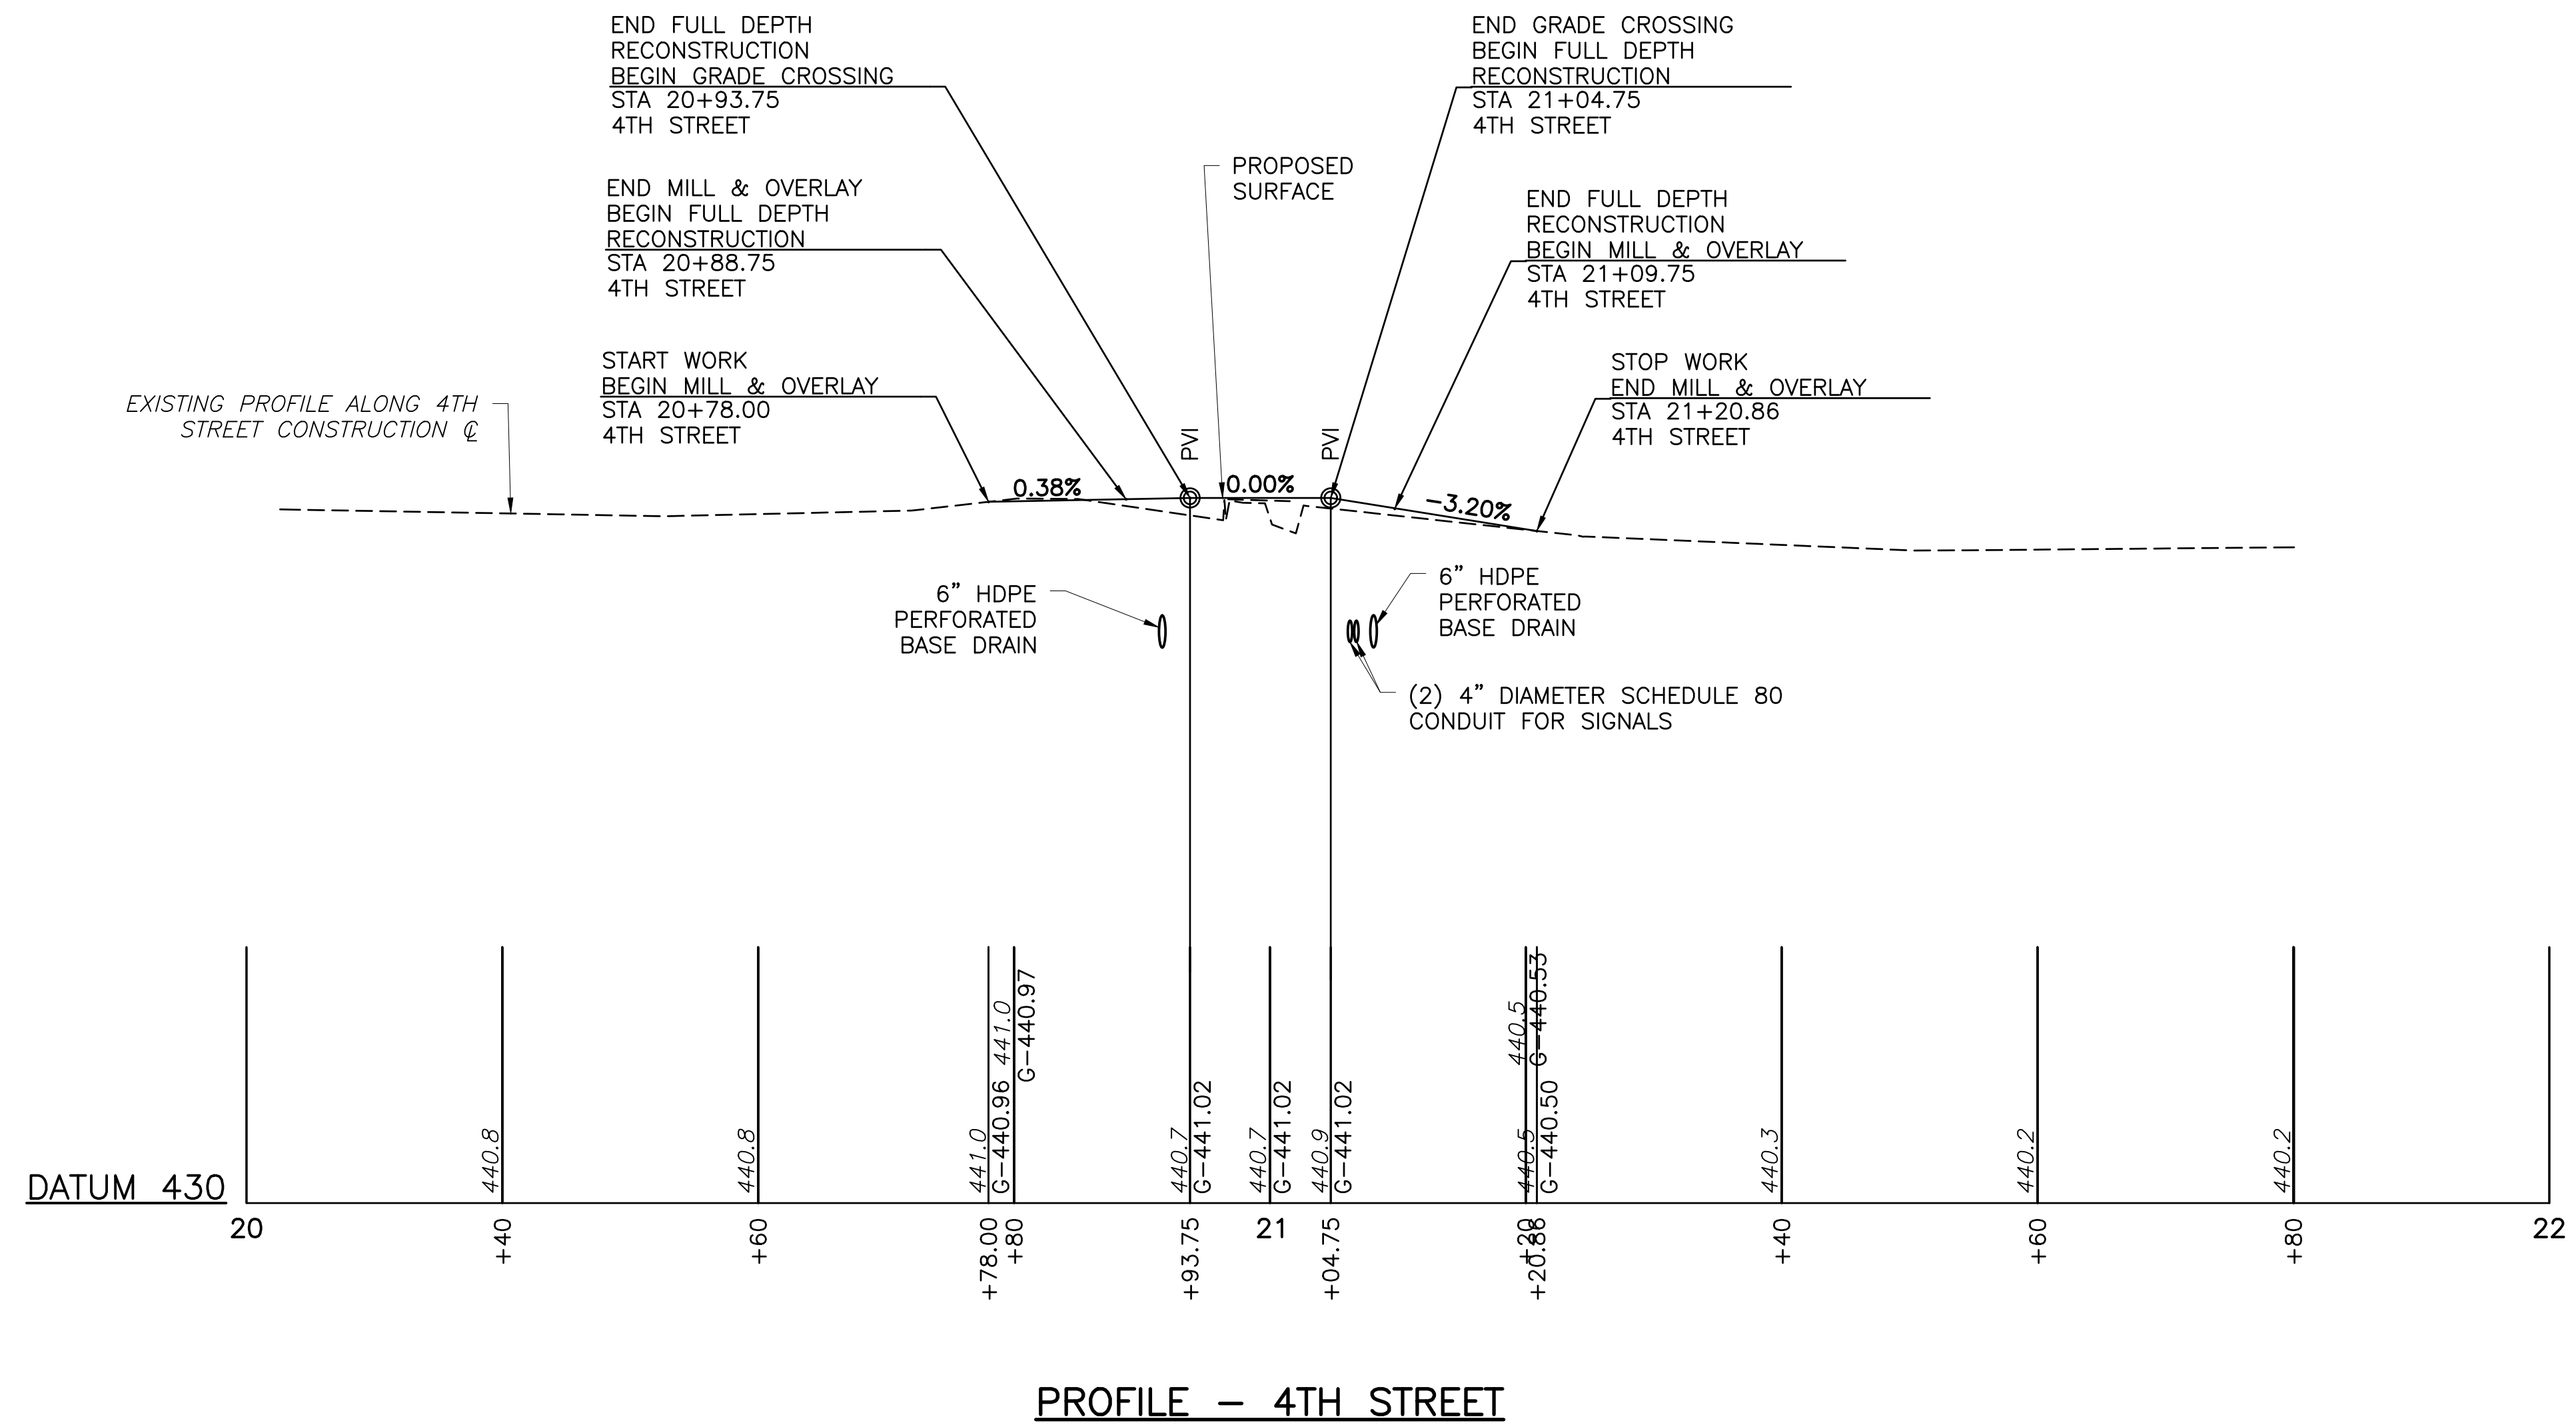 END FULL DEPTH
RECONSTRUCTION
BEGIN GRADE CROSSING
STA 20+93.75
4TH STREET
END GRADE CROSSING
BEGIN FULL DEPTH
RECONSTRUCTION
STA 21+04.75
4TH STREET
PROPOSED
SURFACE
END MILL & OVERLAY
BEGIN FULL DEPTH
RECONSTRUCTION
STA 20+88.75
4TH STREET
END FULL DEPTH
RECONSTRUCTION
BEGIN MILL & OVERLAY
STA 21+09.75
4TH STREET
START WORK
BEGIN MILL & OVERLAY
STA 20+78.00
4TH STREET
STOP WORK
END MILL & OVERLAY
STA 21+20.86
4TH STREET
EXISTING PROFILE ALONG 4TH
STREET CONSTRUCTION ℄
PVI
PVI
0.38%
0.00%
-3.20%
6" HDPE
PERFORATED
BASE DRAIN
6" HDPE
PERFORATED
BASE DRAIN
(2) 4" DIAMETER SCHEDULE 80
CONDUIT FOR SIGNALS
440.8
440.8
441.0
G-440.96
441.0
G-440.97
440.7
G-441.02
440.7
G-441.02
440.9
G-441.02
440.5
G-440.53
440.5
G-440.50
440.3
440.2
440.2
DATUM 430
20
+40
+60
+78.00
+80
+93.75
21
+04.75
+20
+20.86
+40
+60
+80
22
PROFILE - 4TH STREET